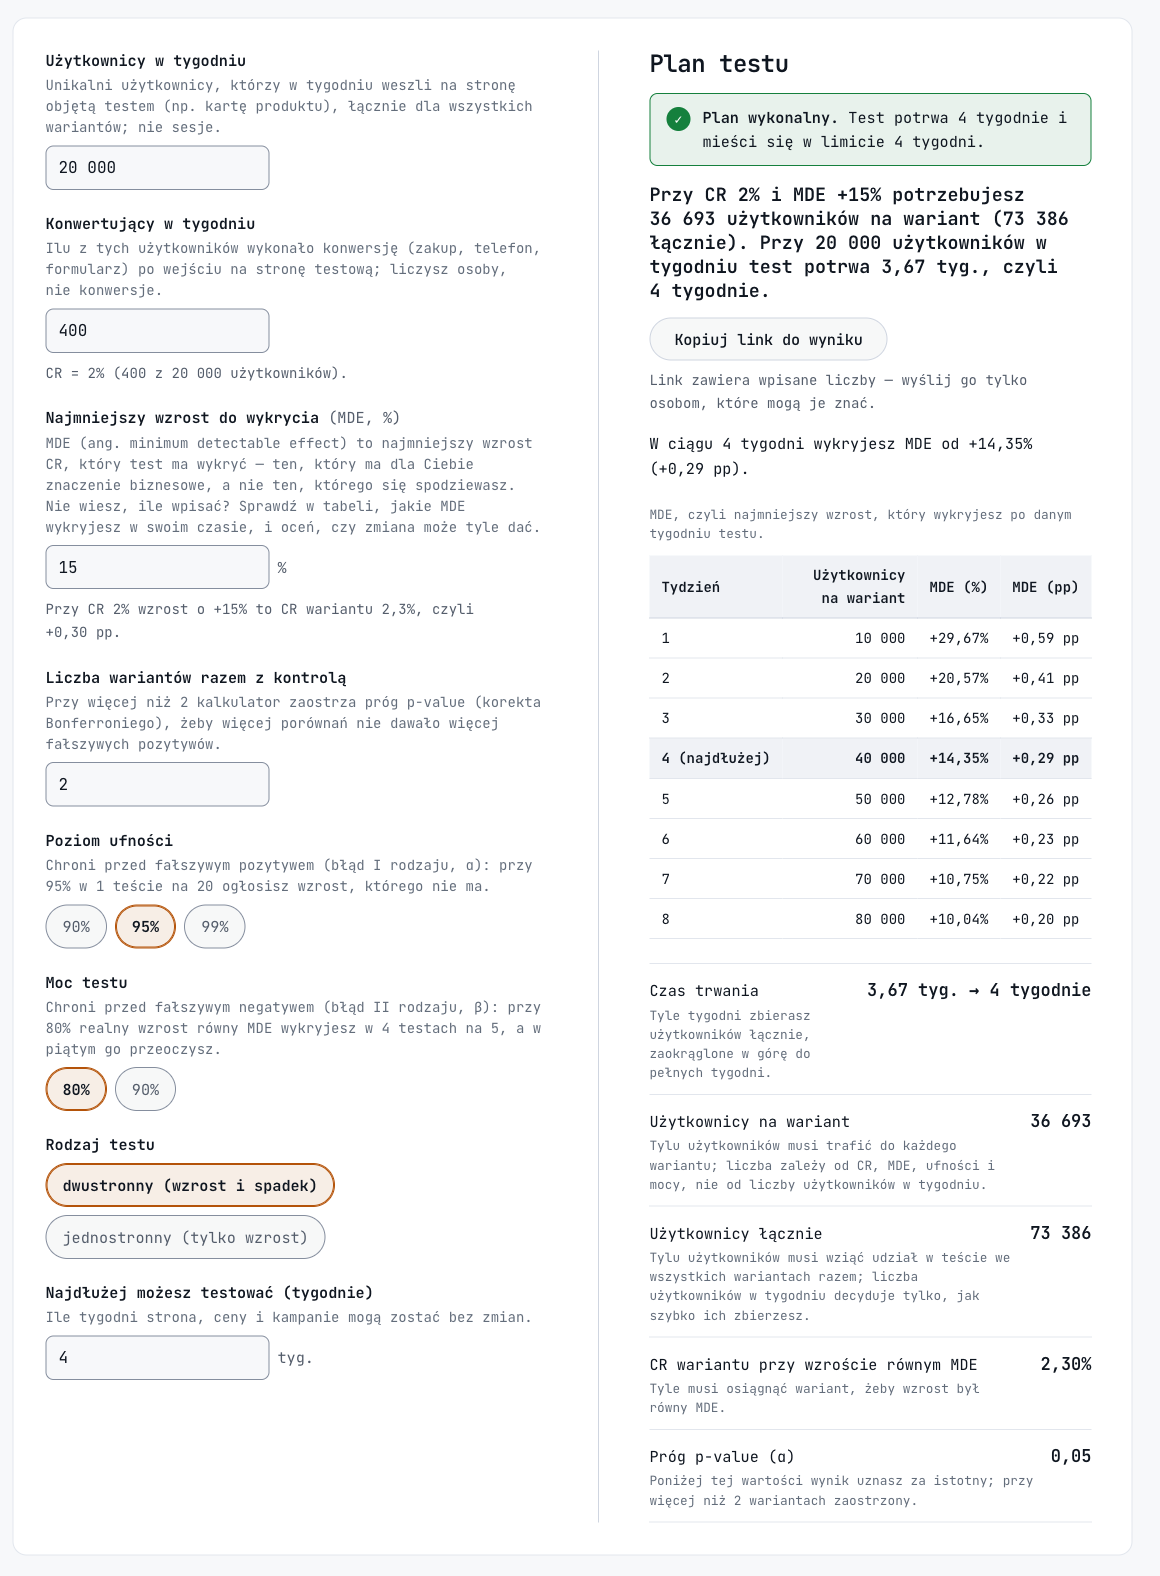 Użytkownicy w tygodniu
Unikalni użytkownicy, którzy w tygodniu weszli na stronę
objętą testem (np. kartę produktu), łącznie dla wszystkich
wariantów; nie sesje.
20 000
Konwertujący w tygodniu
Ilu z tych użytkowników wykonało konwersję (zakup, telefon,
formularz) po wejściu na stronę testową; liczysz osoby,
nie konwersje.
400
CR = 2% (400 z 20 000 użytkowników).
Najmniejszy wzrost do wykrycia (MDE, %)
MDE (ang. minimum detectable effect) to najmniejszy wzrost
CR, który test ma wykryć — ten, który ma dla Ciebie
znaczenie biznesowe, a nie ten, którego się spodziewasz.
Nie wiesz, ile wpisać? Sprawdź w tabeli, jakie MDE
wykryjesz w swoim czasie, i oceń, czy zmiana może tyle dać.
15 %
Przy CR 2% wzrost o +15% to CR wariantu 2,3%, czyli
+0,30 pp.
Liczba wariantów razem z kontrolą
Przy więcej niż 2 kalkulator zaostrza próg p-value (korekta
Bonferroniego), żeby więcej porównań nie dawało więcej
fałszywych pozytywów.
2
Poziom ufności
Chroni przed fałszywym pozytywem (błąd I rodzaju, α): przy
95% w 1 teście na 20 ogłosisz wzrost, którego nie ma.
90% 95% 99%
Moc testu
Chroni przed fałszywym negatywem (błąd II rodzaju, β): przy
80% realny wzrost równy MDE wykryjesz w 4 testach na 5, a w
piątym go przeoczysz.
80% 90%
Rodzaj testu
dwustronny (wzrost i spadek)
jednostronny (tylko wzrost)
Najdłużej możesz testować (tygodnie)
Ile tygodni strona, ceny i kampanie mogą zostać bez zmian.
4 tyg.
Plan testu
✓ Plan wykonalny. Test potrwa 4 tygodnie i
mieści się w limicie 4 tygodni.
Przy CR 2% i MDE +15% potrzebujesz
36 693 użytkowników na wariant (73 386
łącznie). Przy 20 000 użytkowników w
tygodniu test potrwa 3,67 tyg., czyli
4 tygodnie.
Kopiuj link do wyniku
Link zawiera wpisane liczby — wyślij go tylko
osobom, które mogą je znać.
W ciągu 4 tygodni wykryjesz MDE od +14,35%
(+0,29 pp).
MDE, czyli najmniejszy wzrost, który wykryjesz po danym
tygodniu testu.
Tydzień Użytkownicy na wariant MDE (%) MDE (pp)
1 10 000 +29,67% +0,59 pp
2 20 000 +20,57% +0,41 pp
3 30 000 +16,65% +0,33 pp
4 (najdłużej) 40 000 +14,35% +0,29 pp
5 50 000 +12,78% +0,26 pp
6 60 000 +11,64% +0,23 pp
7 70 000 +10,75% +0,22 pp
8 80 000 +10,04% +0,20 pp
Czas trwania 3,67 tyg. → 4 tygodnie
Tyle tygodni zbierasz
użytkowników łącznie,
zaokrąglone w górę do
pełnych tygodni.
Użytkownicy na wariant 36 693
Tylu użytkowników musi trafić do każdego
wariantu; liczba zależy od CR, MDE, ufności i
mocy, nie od liczby użytkowników w tygodniu.
Użytkownicy łącznie 73 386
Tylu użytkowników musi wziąć udział w teście we
wszystkich wariantach razem; liczba
użytkowników w tygodniu decyduje tylko, jak
szybko ich zbierzesz.
CR wariantu przy wzroście równym MDE 2,30%
Tyle musi osiągnąć wariant, żeby wzrost był
równy MDE.
Próg p-value (α) 0,05
Poniżej tej wartości wynik uznasz za istotny; przy
więcej niż 2 wariantach zaostrzony.